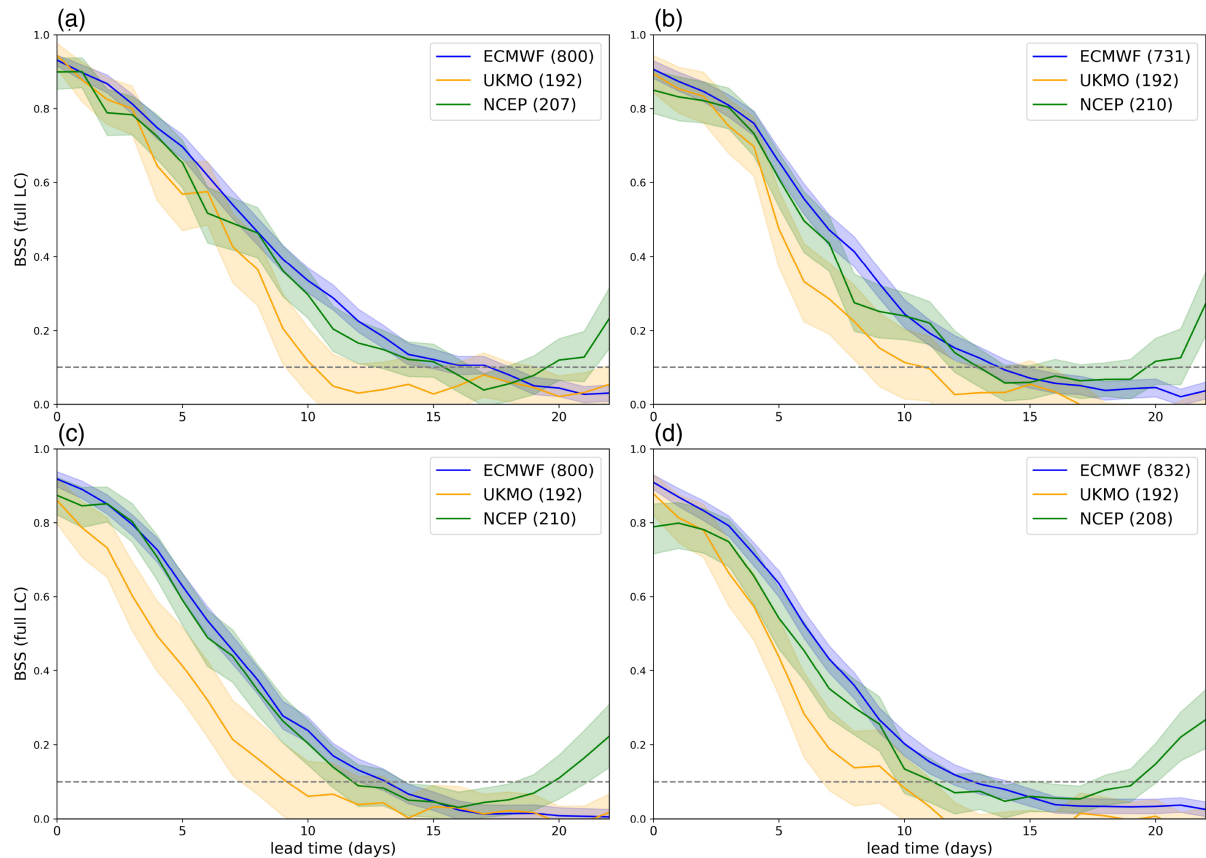 (a)
BSS (full LC)
1.0
0.8
0.6
0.4
0.2
0.0
0 5 10 15 20
ECMWF (800)
UKMO (192)
NCEP (207)
(b)
1.0
0.8
0.6
0.4
0.2
0.0
0 5 10 15 20
ECMWF (731)
UKMO (192)
NCEP (210)
(c)
BSS (full LC)
1.0
0.8
0.6
0.4
0.2
0.0
0 5 10 15 20
lead time (days)
ECMWF (800)
UKMO (192)
NCEP (210)
(d)
1.0
0.8
0.6
0.4
0.2
0.0
0 5 10 15 20
lead time (days)
ECMWF (832)
UKMO (192)
NCEP (208)